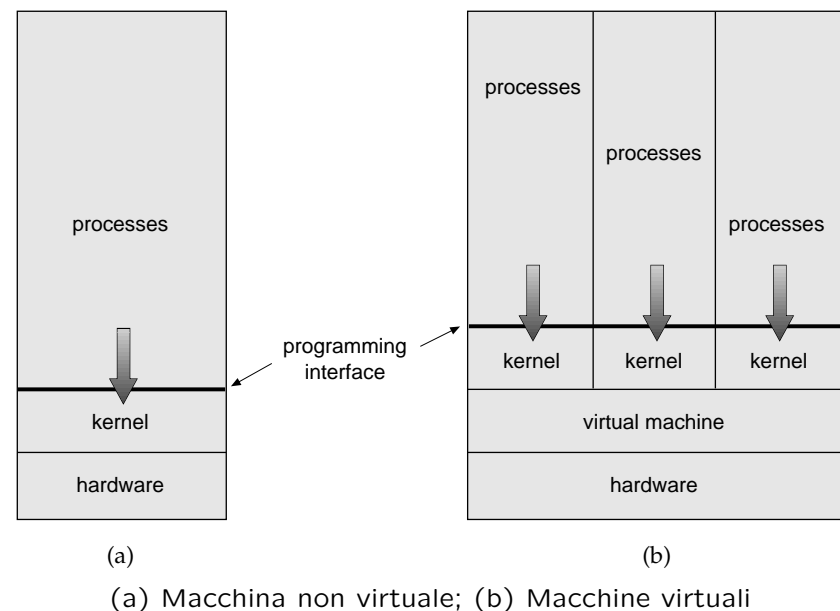 processes
kernel
hardware
programming
interface
processes
processes
processes
kernel
kernel
kernel
virtual machine
hardware
(a)
(b)
(a) Macchina non virtuale; (b) Macchine virtuali